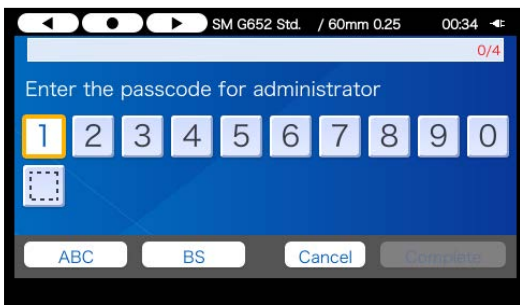 SM G652 Std. / 60mm 0.25 00:34
0/4
Enter the passcode for administrator
1 2 3 4 5 6 7 8 9 0
ABC BS Cancel Complete